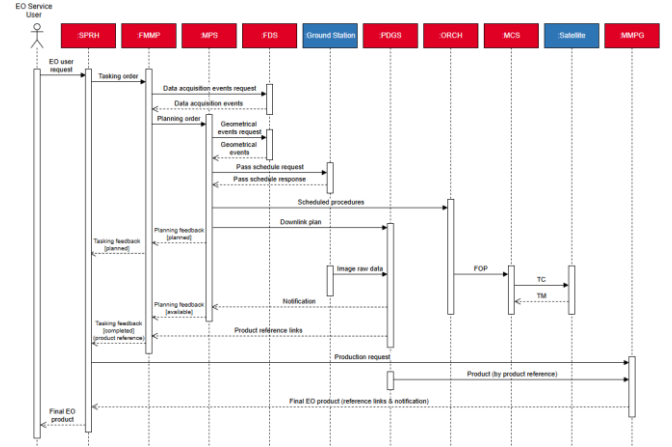 EO Service
User
:SPRH
:FMMP
:MPS
:FDS
:Ground Station
:PDGS
:ORCH
:MCS
:Satellite
:MMPG
EO user
request
Tasking order
Data acquisition events request
Data acquisition events
Planning order
Geometrical
events request
Geometrical
events
Pass schedule request
Pass schedule response
Scheduled procedures
Downlink plan
Planning feedback
[planned]
Tasking feedback
[planned]
Image raw data
FOP
TC
TM
Notification
Planning feedback
[available]
Tasking feedback
[completed]
(product reference)
Product reference links
Production request
Product (by product reference)
Final EO product (reference links & notification)
Final EO
product